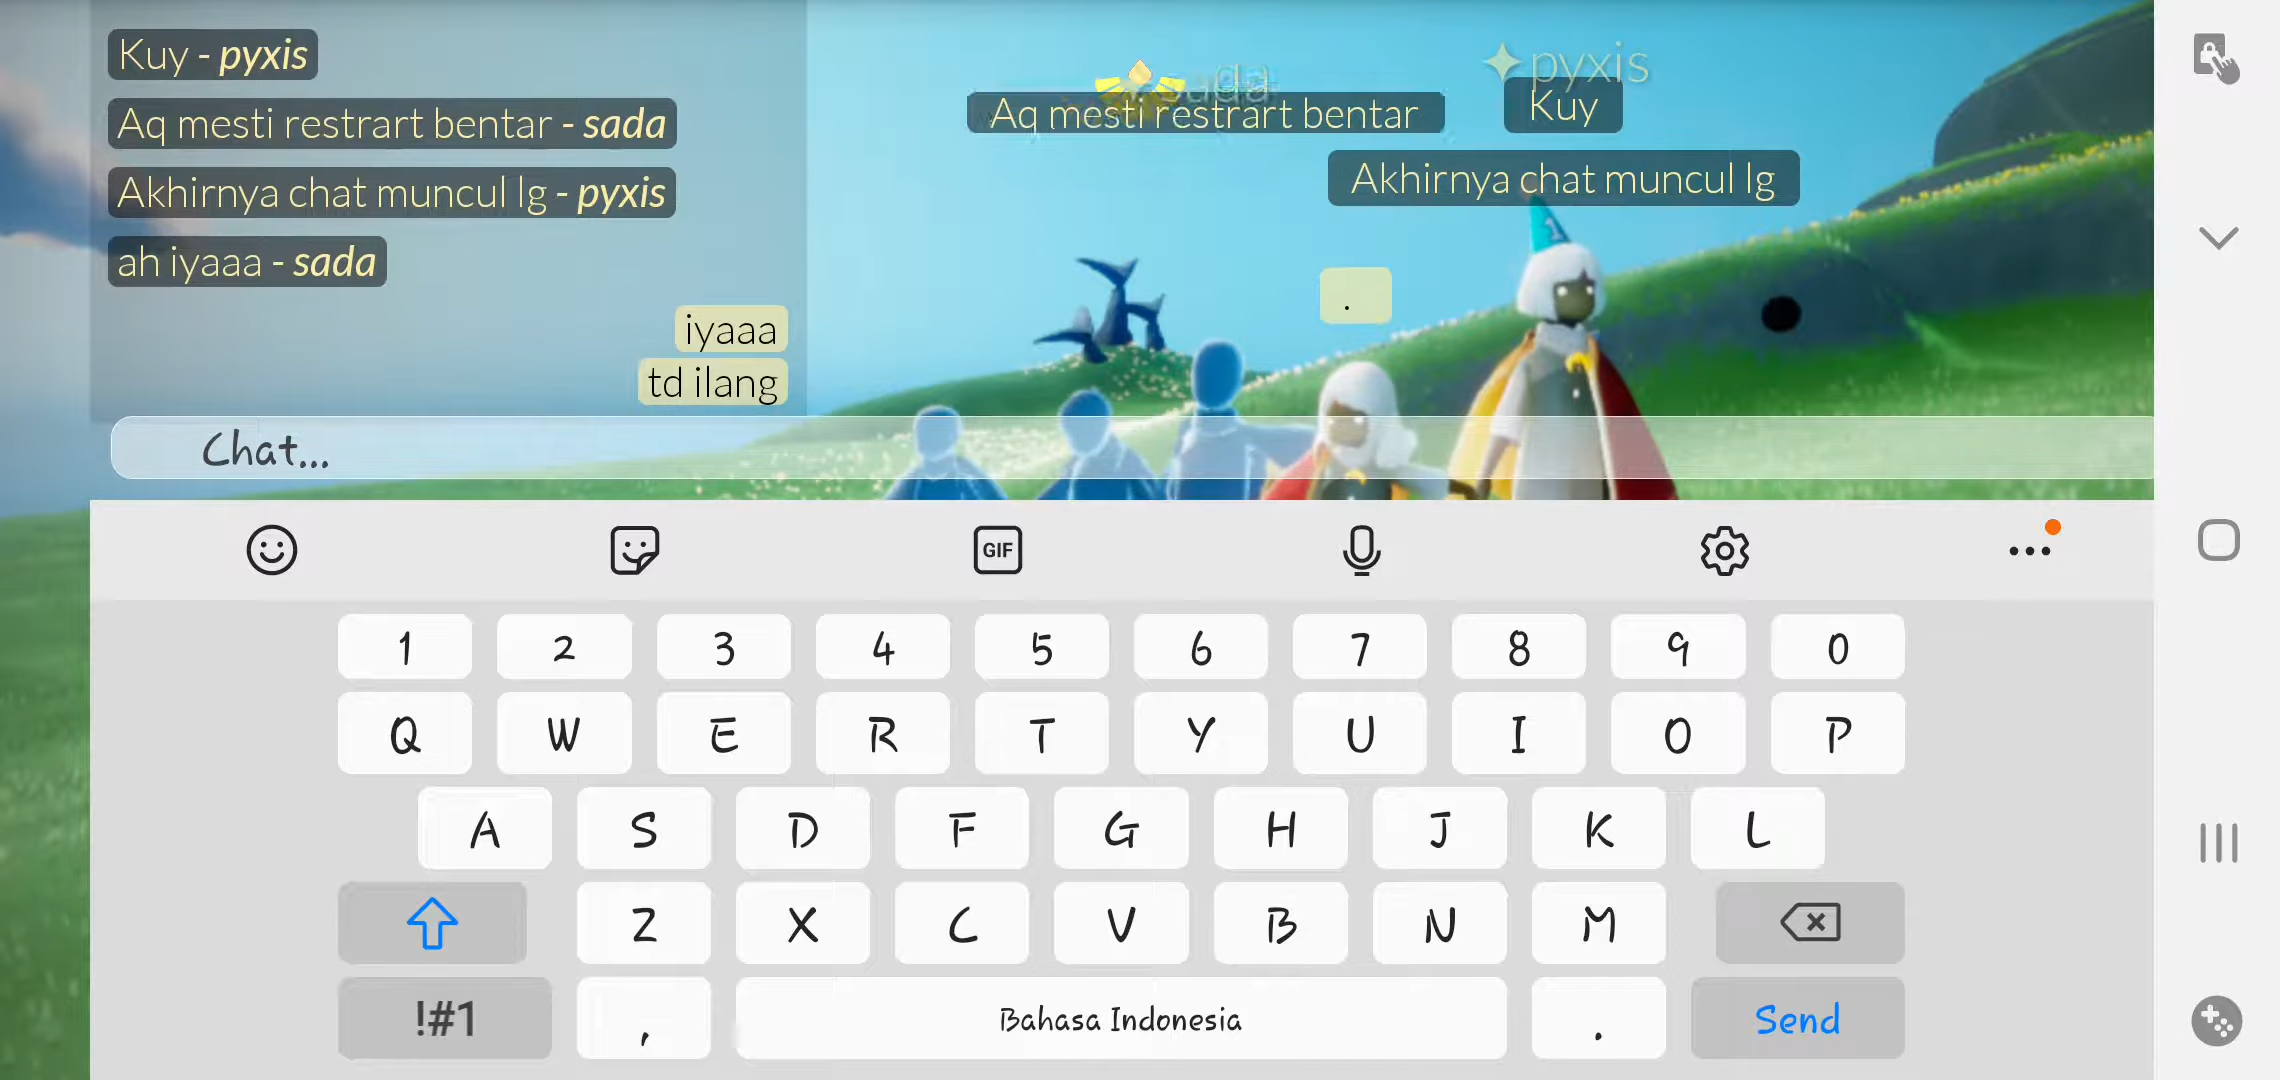 Kuy - pyxis
Aq mesti restrart bentar - sada
Akhirnya chat muncul lg - pyxis
ah iyaaa - sada
iyaaa
td ilang
Chat...
sada
pyxis
Aq mesti restrart bentar
Kuy
Akhirnya chat muncul lg
.
1
GIF
1 2 3 4 5 6 7 8 9 0
Q W E R T Y U I O P
A S D F G H J K L
Z X C V B N M
!#1 , Bahasa Indonesia . Send